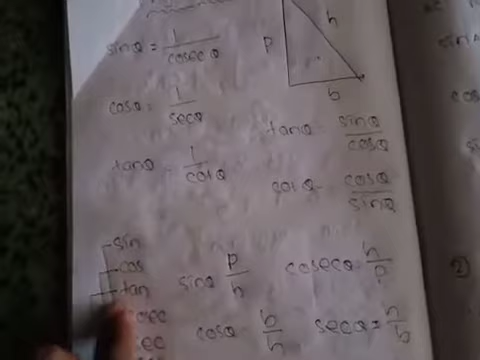 h
sinθ = 1/cosecθ
P
b
cosθ = 1/secθ
tanθ = sinθ/cosθ
tanθ = 1/cotθ
cotθ = cosθ/sinθ
sin
cos
tan
sinθ P/h
cosecθ = h/P
cosθ b/h
secθ = h/b
2)